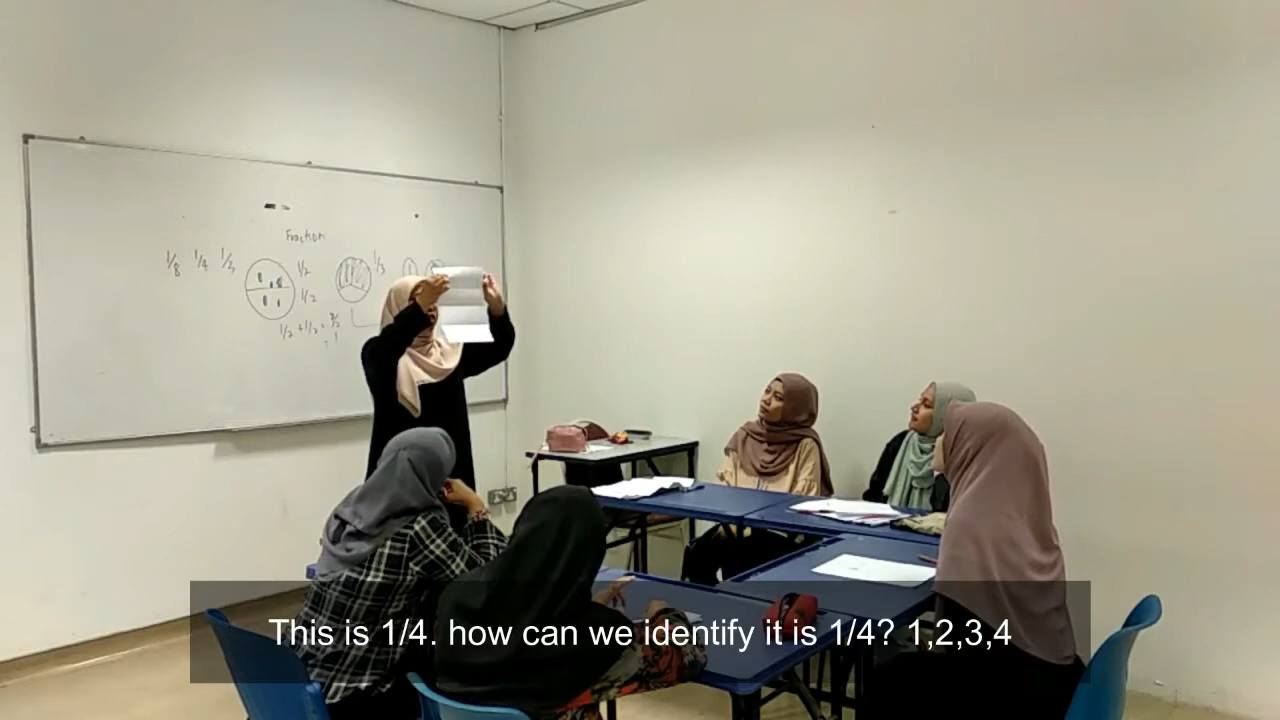 Fraction
1/8 1/4 1/3
1/2
1/2
1/3
1/2 + 1/2 = 2/2
= 1
This is 1/4. how can we identify it is 1/4? 1,2,3,4